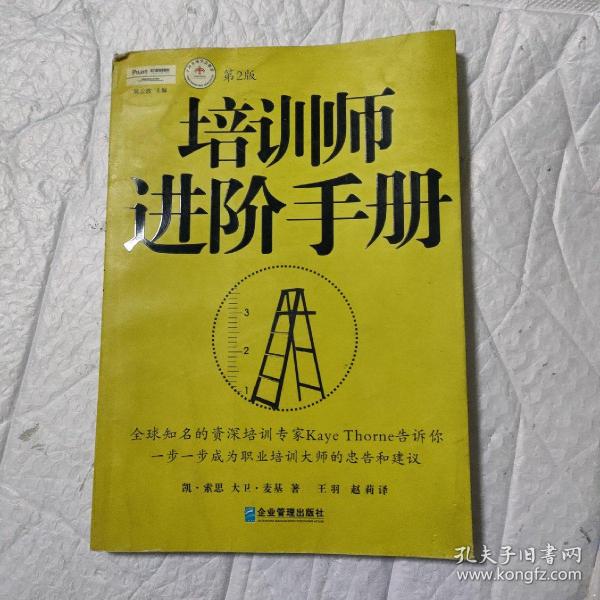 第2版
主编
培训师
进阶手册
3
2
1
全球知名的资深培训专家Kaye Thorne告诉你
一步一步成为职业培训大师的忠告和建议
凯·索思 大卫·麦基 著 王羽 赵莉 译
企业管理出版社
孔夫子旧书网
www.kongfz.com